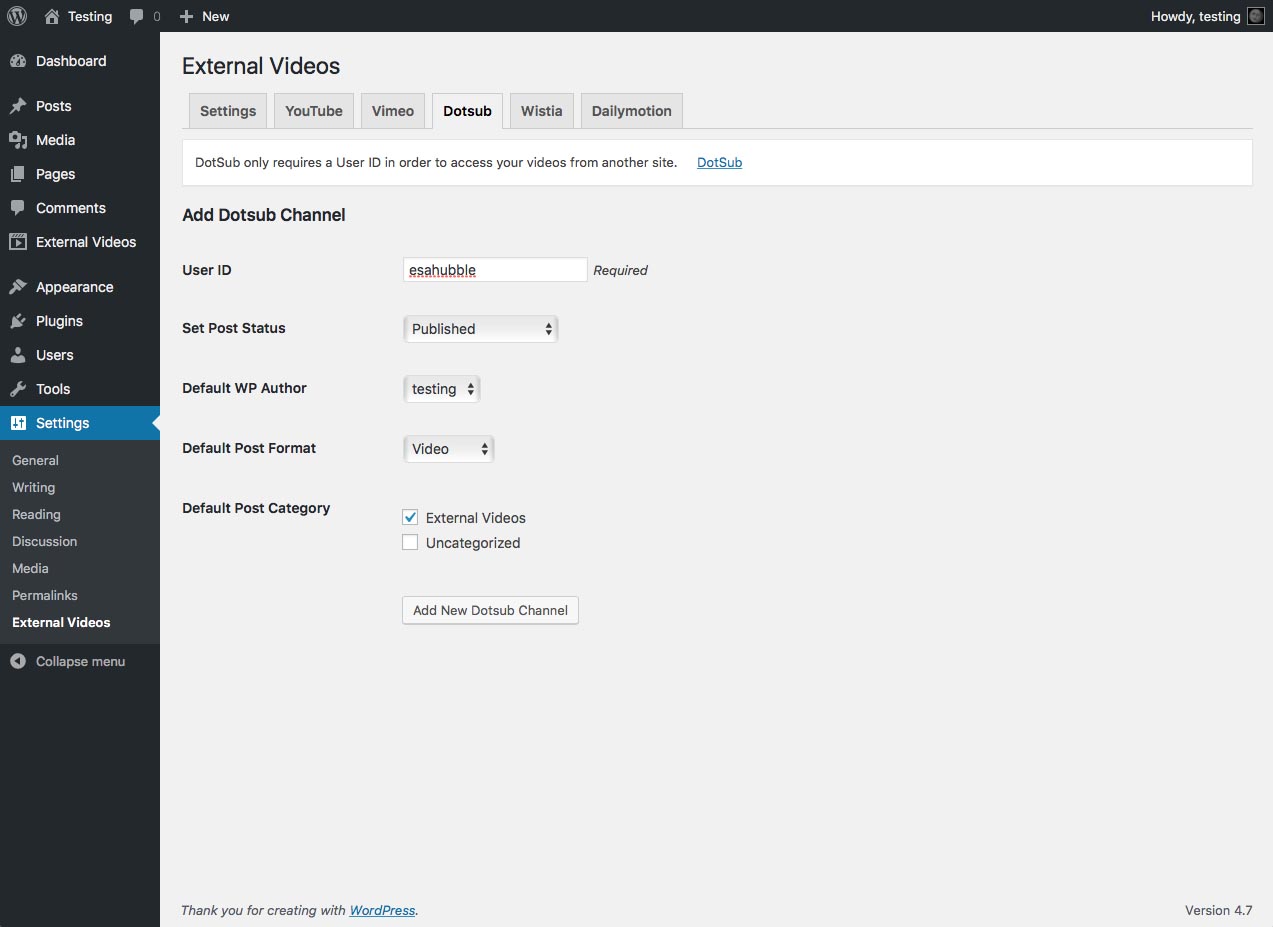 Testing 0 New Howdy, testing
Dashboard
Posts
Media
Pages
Comments
External Videos
Appearance
Plugins
Users
Tools
Settings
General
Writing
Reading
Discussion
Media
Permalinks
External Videos
Collapse menu
External Videos
Settings YouTube Vimeo Dotsub Wistia Dailymotion
DotSub only requires a User ID in order to access your videos from another site. DotSub
Add Dotsub Channel
User ID esahubble Required
Set Post Status Published
Default WP Author testing
Default Post Format Video
Default Post Category External Videos
Uncategorized
Add New Dotsub Channel
Thank you for creating with WordPress. Version 4.7